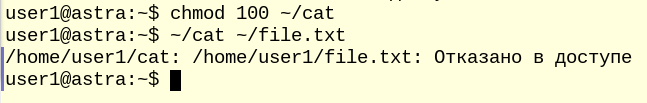 user1@astra:~$ chmod 100 ~/cat
user1@astra:~$ ~/cat ~/file.txt
/home/user1/cat: /home/user1/file.txt: Отказано в доступе
user1@astra:~$